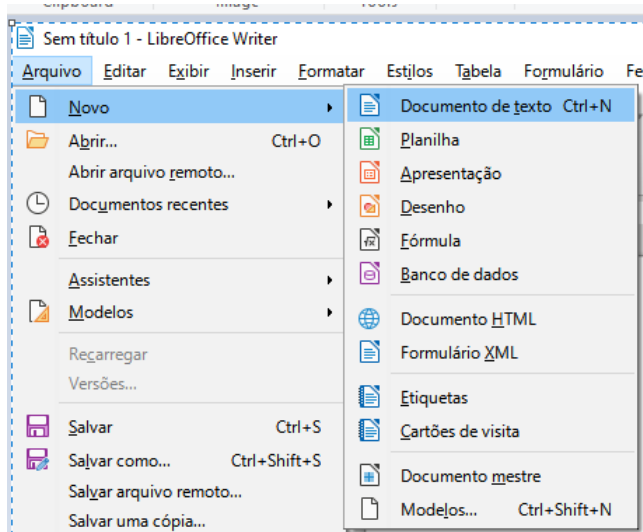 Sem título 1 - LibreOffice Writer
Arquivo Editar Exibir Inserir Formatar Estilos Tabela Formulário Fe
Novo
Abrir... Ctrl+O
Abrir arquivo remoto...
Documentos recentes
Fechar
Assistentes
Modelos
Recarregar
Versões...
Salvar Ctrl+S
Salvar como... Ctrl+Shift+S
Salvar arquivo remoto...
Salvar uma cópia...
Documento de texto Ctrl+N
Planilha
Apresentação
Desenho
Fórmula
Banco de dados
Documento HTML
Formulário XML
Etiquetas
Cartões de visita
Documento mestre
Modelos... Ctrl+Shift+N